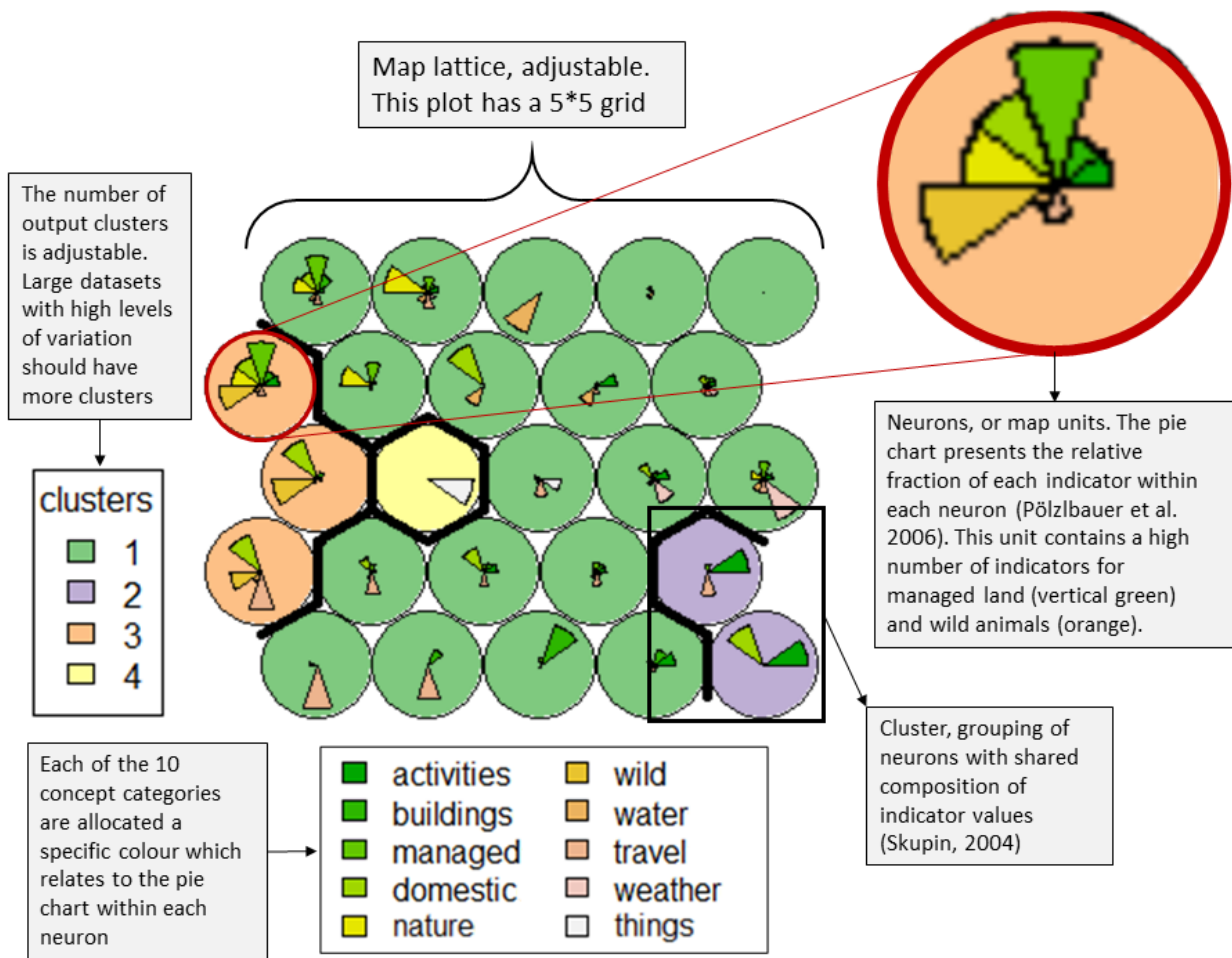 Map lattice, adjustable.
This plot has a 5*5 grid
The number of
output clusters
is adjustable.
Large datasets
with high levels
of variation
should have
more clusters
clusters
1
2
3
4
Neurons, or map units. The pie
chart presents the relative
fraction of each indicator within
each neuron (Pölzlbauer et al.
2006). This unit contains a high
number of indicators for
managed land (vertical green)
and wild animals (orange).
Cluster, grouping of
neurons with shared
composition of
indicator values
(Skupin, 2004)
Each of the 10
concept categories
are allocated a
specific colour which
relates to the pie
chart within each
neuron
activities
buildings
managed
domestic
nature
wild
water
travel
weather
things